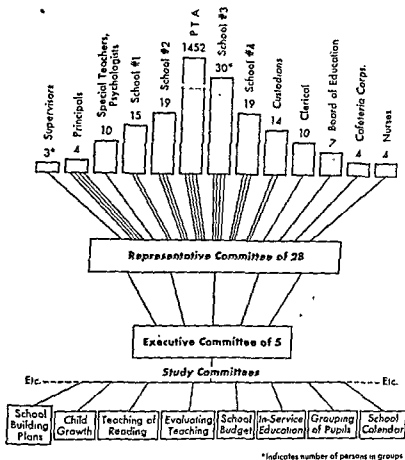 Supervisors
3*
Principals
4
Special Teachers,
Psychologists
10
School #1
15
School #2
19
P T A
1452
School #3
30*
School #4
19
Custodians
14
Clerical
10
Board of Education
7
Cafeteria Corps.
4
Nurses
4
Representative Committee of 28
Executive Committee of 5
Study Committees
Etc. Etc.
School
Building
Plans
Child
Growth
Teaching of
Reading
Evaluating
Teaching
School
Budget
In-Service
Education
Grouping
of Pupils
School
Calendar
*Indicates number of persons in groups